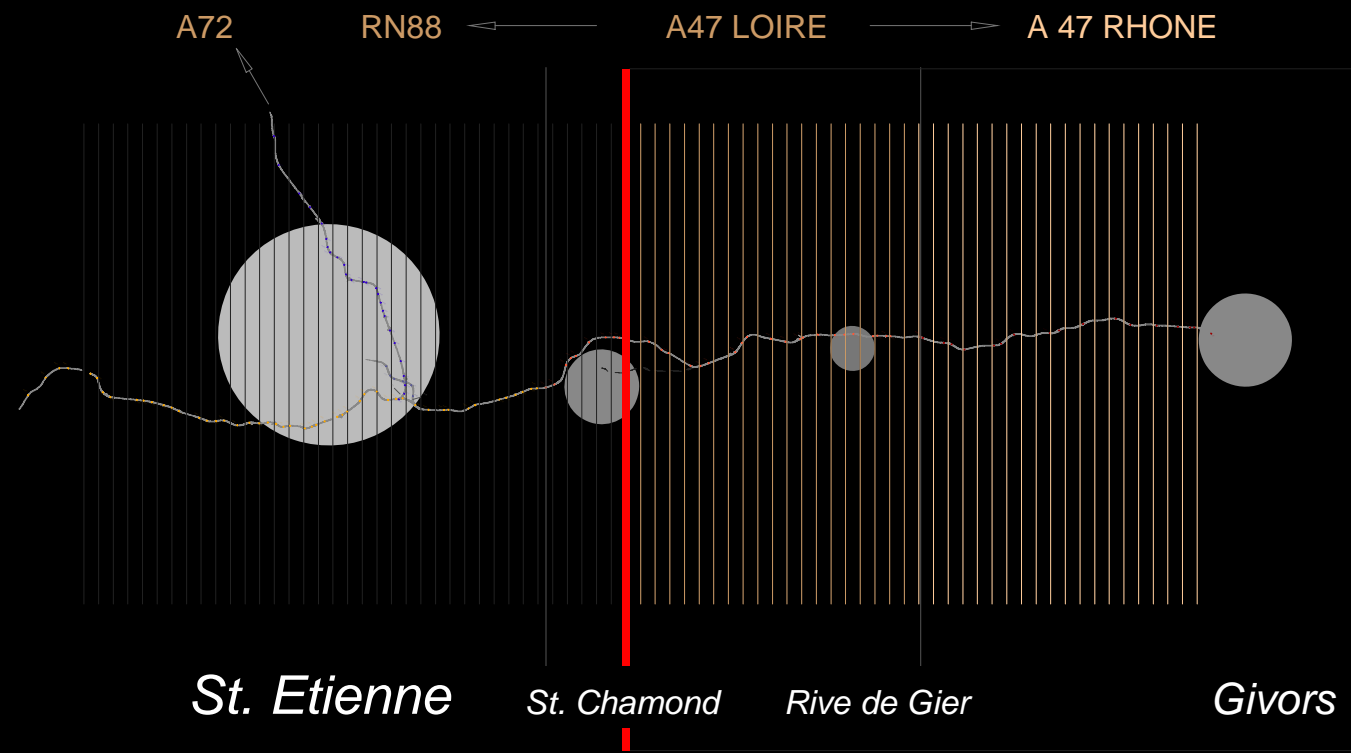 A72 RN88 A47 LOIRE A 47 RHONE
St. Etienne St. Chamond Rive de Gier Givors